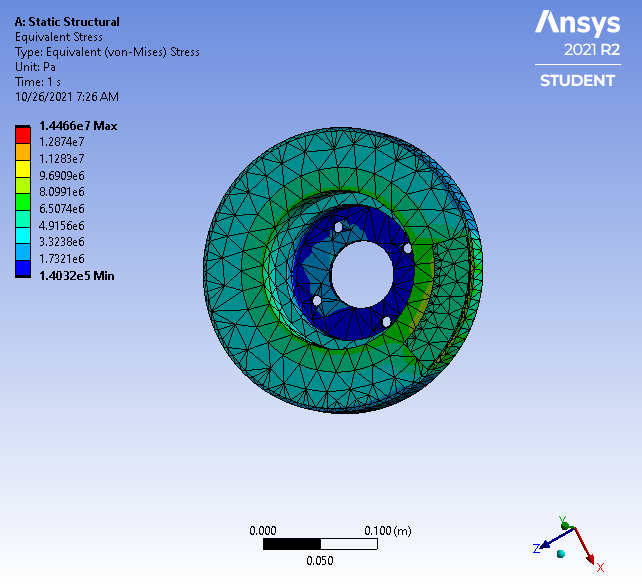 A: Static Structural
Equivalent Stress
Type: Equivalent (von-Mises) Stress
Unit: Pa
Time: 1 s
10/26/2021 7:26 AM
Ansys
2021 R2
STUDENT
1.4466e7 Max
1.2874e7
1.1283e7
9.6909e6
8.0991e6
6.5074e6
4.9156e6
3.3238e6
1.7321e6
1.4032e5 Min
0.000
0.100 (m)
0.050
Y
Z
X